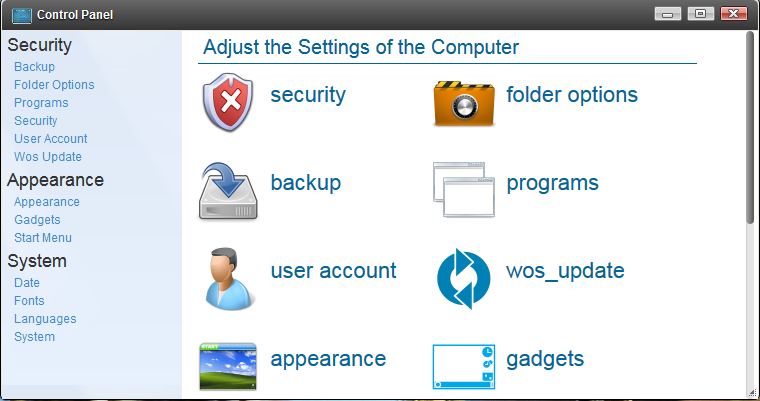 Control Panel
Security
Backup
Folder Options
Programs
Security
User Account
Wos Update
Appearance
Appearance
Gadgets
Start Menu
System
Date
Fonts
Languages
System
Adjust the Settings of the Computer
security
folder options
backup
programs
user account
wos_update
START
appearance
gadgets